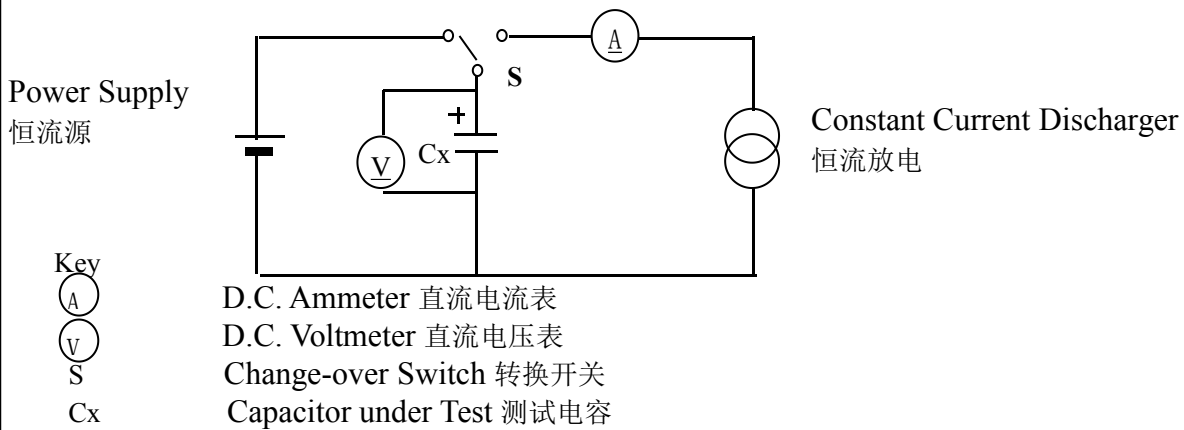 A
S
Power Supply
恒流源
+
Cx
V
Constant Current Discharger
恒流放电
Key
A D.C. Ammeter 直流电流表
V D.C. Voltmeter 直流电压表
S Change-over Switch 转换开关
Cx Capacitor under Test 测试电容